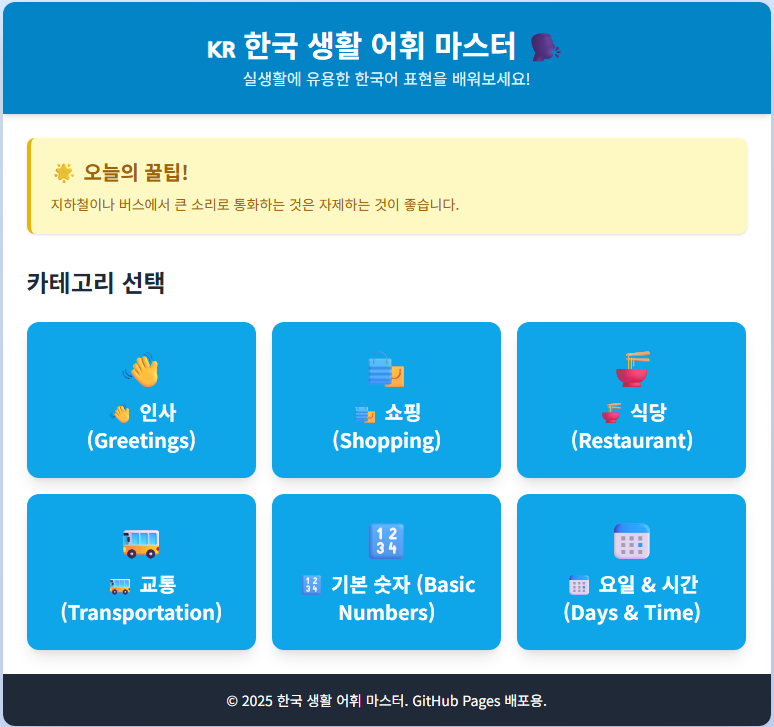 KR 한국 생활 어휘 마스터 🗣️
실생활에 유용한 한국어 표현을 배워보세요!
🌟 오늘의 꿀팁!
지하철이나 버스에서 큰 소리로 통화하는 것은 자제하는 것이 좋습니다.
카테고리 선택
👋 인사
(Greetings)
🛍️ 쇼핑
(Shopping)
🍜 식당
(Restaurant)
🚌 교통
(Transportation)
🔢 기본 숫자 (Basic
Numbers)
🗓️ 요일 & 시간
(Days & Time)
© 2025 한국 생활 어휘 마스터. GitHub Pages 배포용.